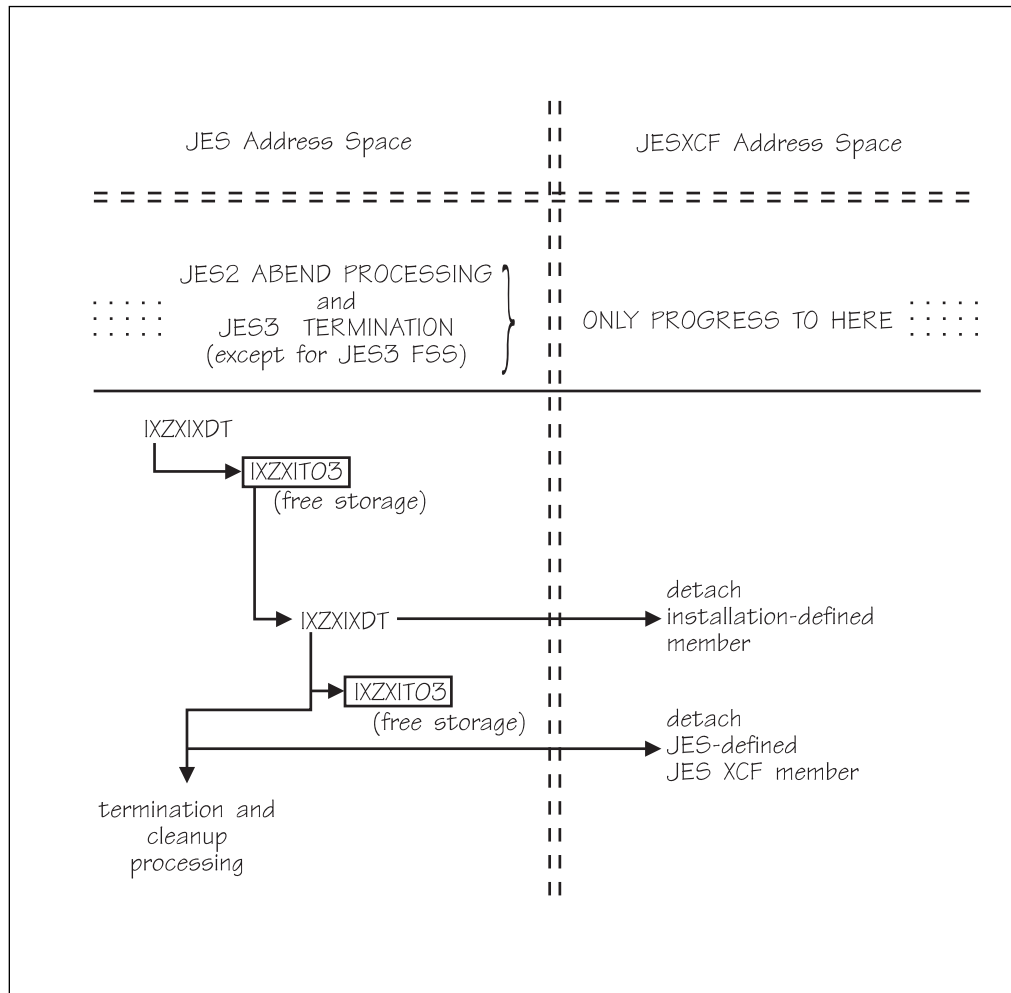 JES Address Space
JESXCF Address Space
JES2 ABEND PROCESSING
and
JES3 TERMINATION
(except for JES3 FSS)
ONLY PROGRESS TO HERE
IXZXIXDT
IXZXIT03
(free storage)
IXZXIXDT
detach
installation-defined
member
IXZXIT03
(free storage)
detach
JES-defined
JES XCF member
termination and
cleanup
processing